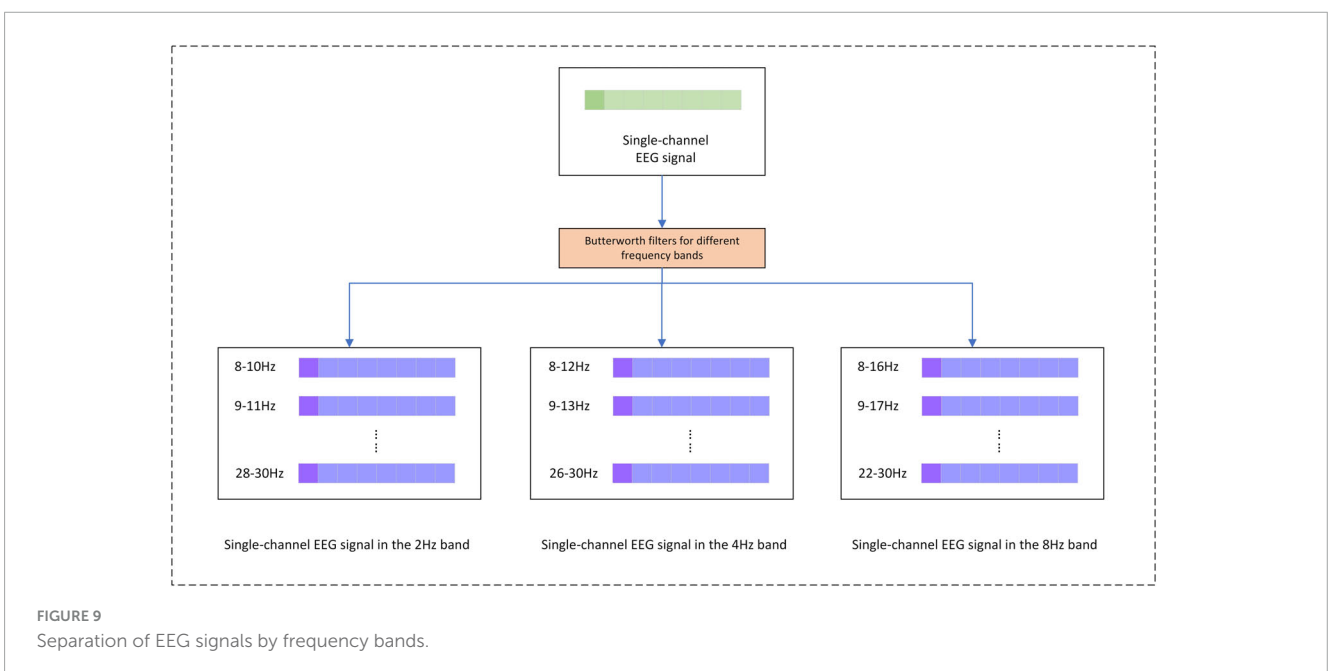 Single-channel
EEG signal
Butterworth filters for different
frequency bands
8-10Hz
9-11Hz
28-30Hz
Single-channel EEG signal in the 2Hz band
8-12Hz
9-13Hz
26-30Hz
Single-channel EEG signal in the 4Hz band
8-16Hz
9-17Hz
22-30Hz
Single-channel EEG signal in the 8Hz band
FIGURE 9
Separation of EEG signals by frequency bands.